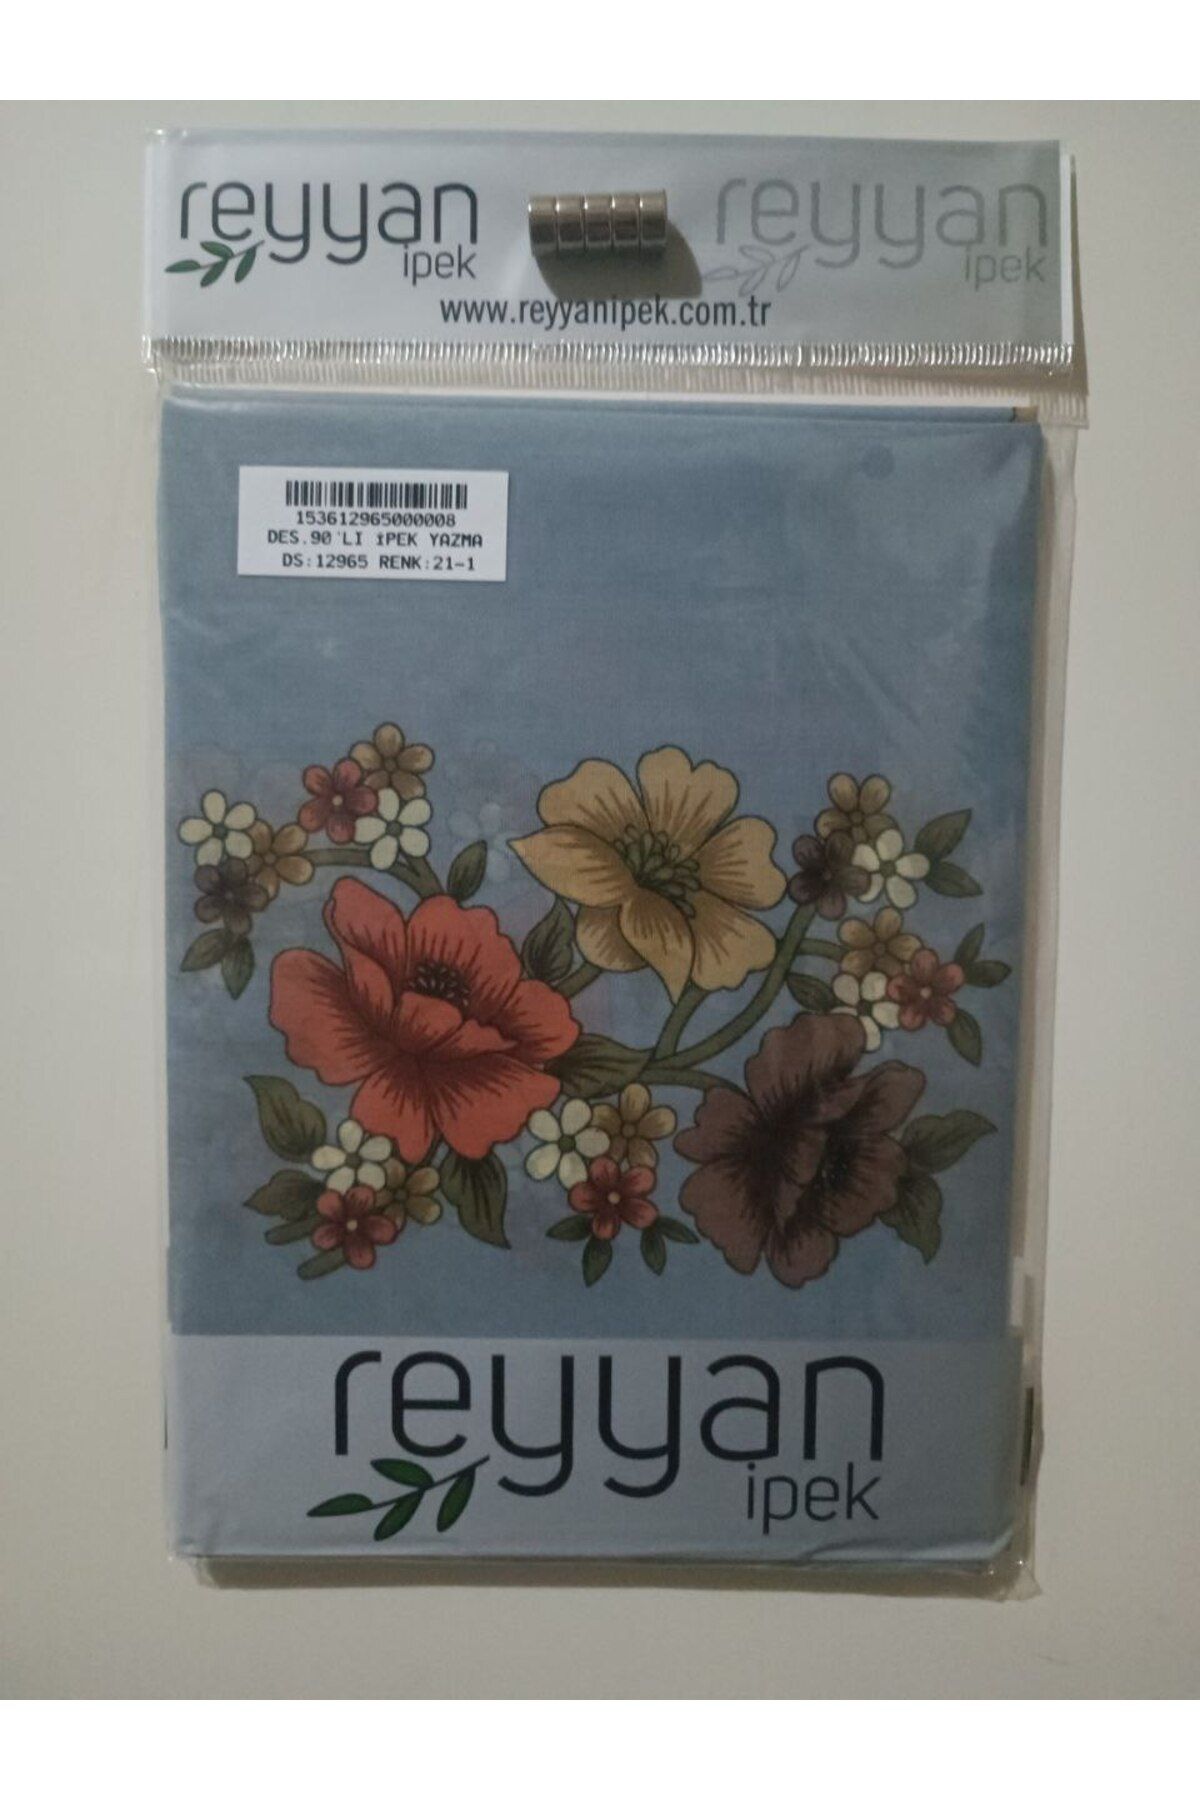 reyyan
ipek
reyyan
ipek
www.reyyanipek.com.tr
153612965000008
DES.90'LI İPEK YAZMA
DS:12965 RENK:21-1
reyyan
ipek